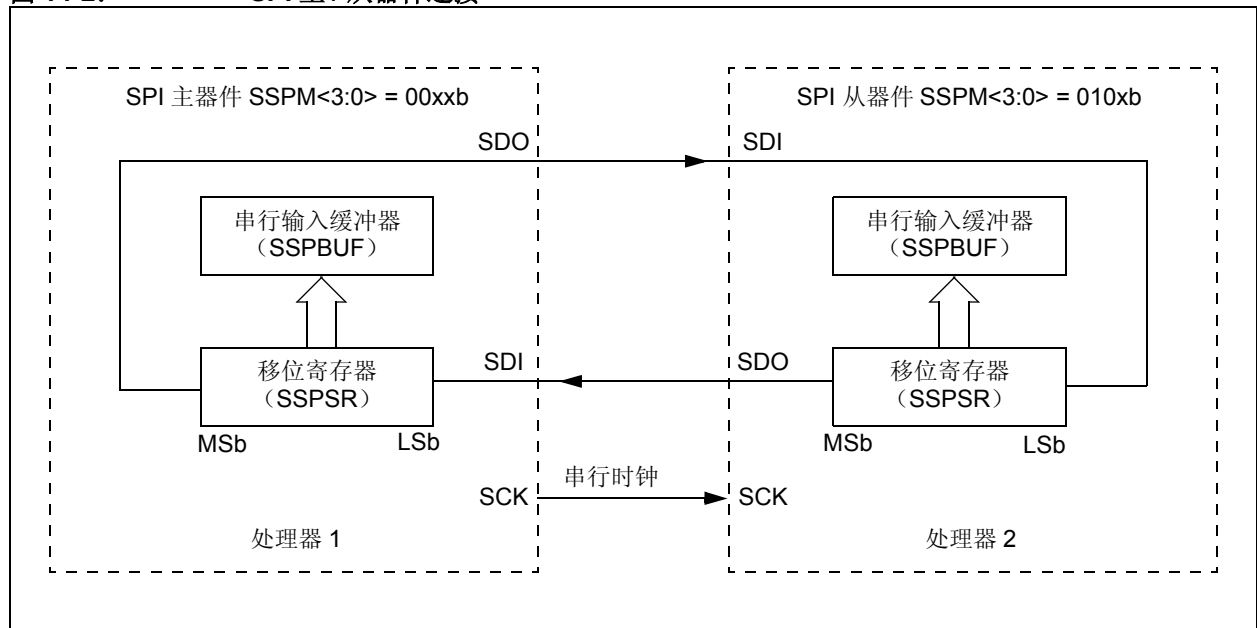 SPI 主器件 SSPM<3:0> = 00xxb
SPI 从器件 SSPM<3:0> = 010xb
SDO
SDI
串行输入缓冲器
（SSPBUF）
串行输入缓冲器
（SSPBUF）
移位寄存器
（SSPSR）
SDI
SDO
移位寄存器
（SSPSR）
MSb
LSb
MSb
LSb
串行时钟
SCK
SCK
处理器 1
处理器 2